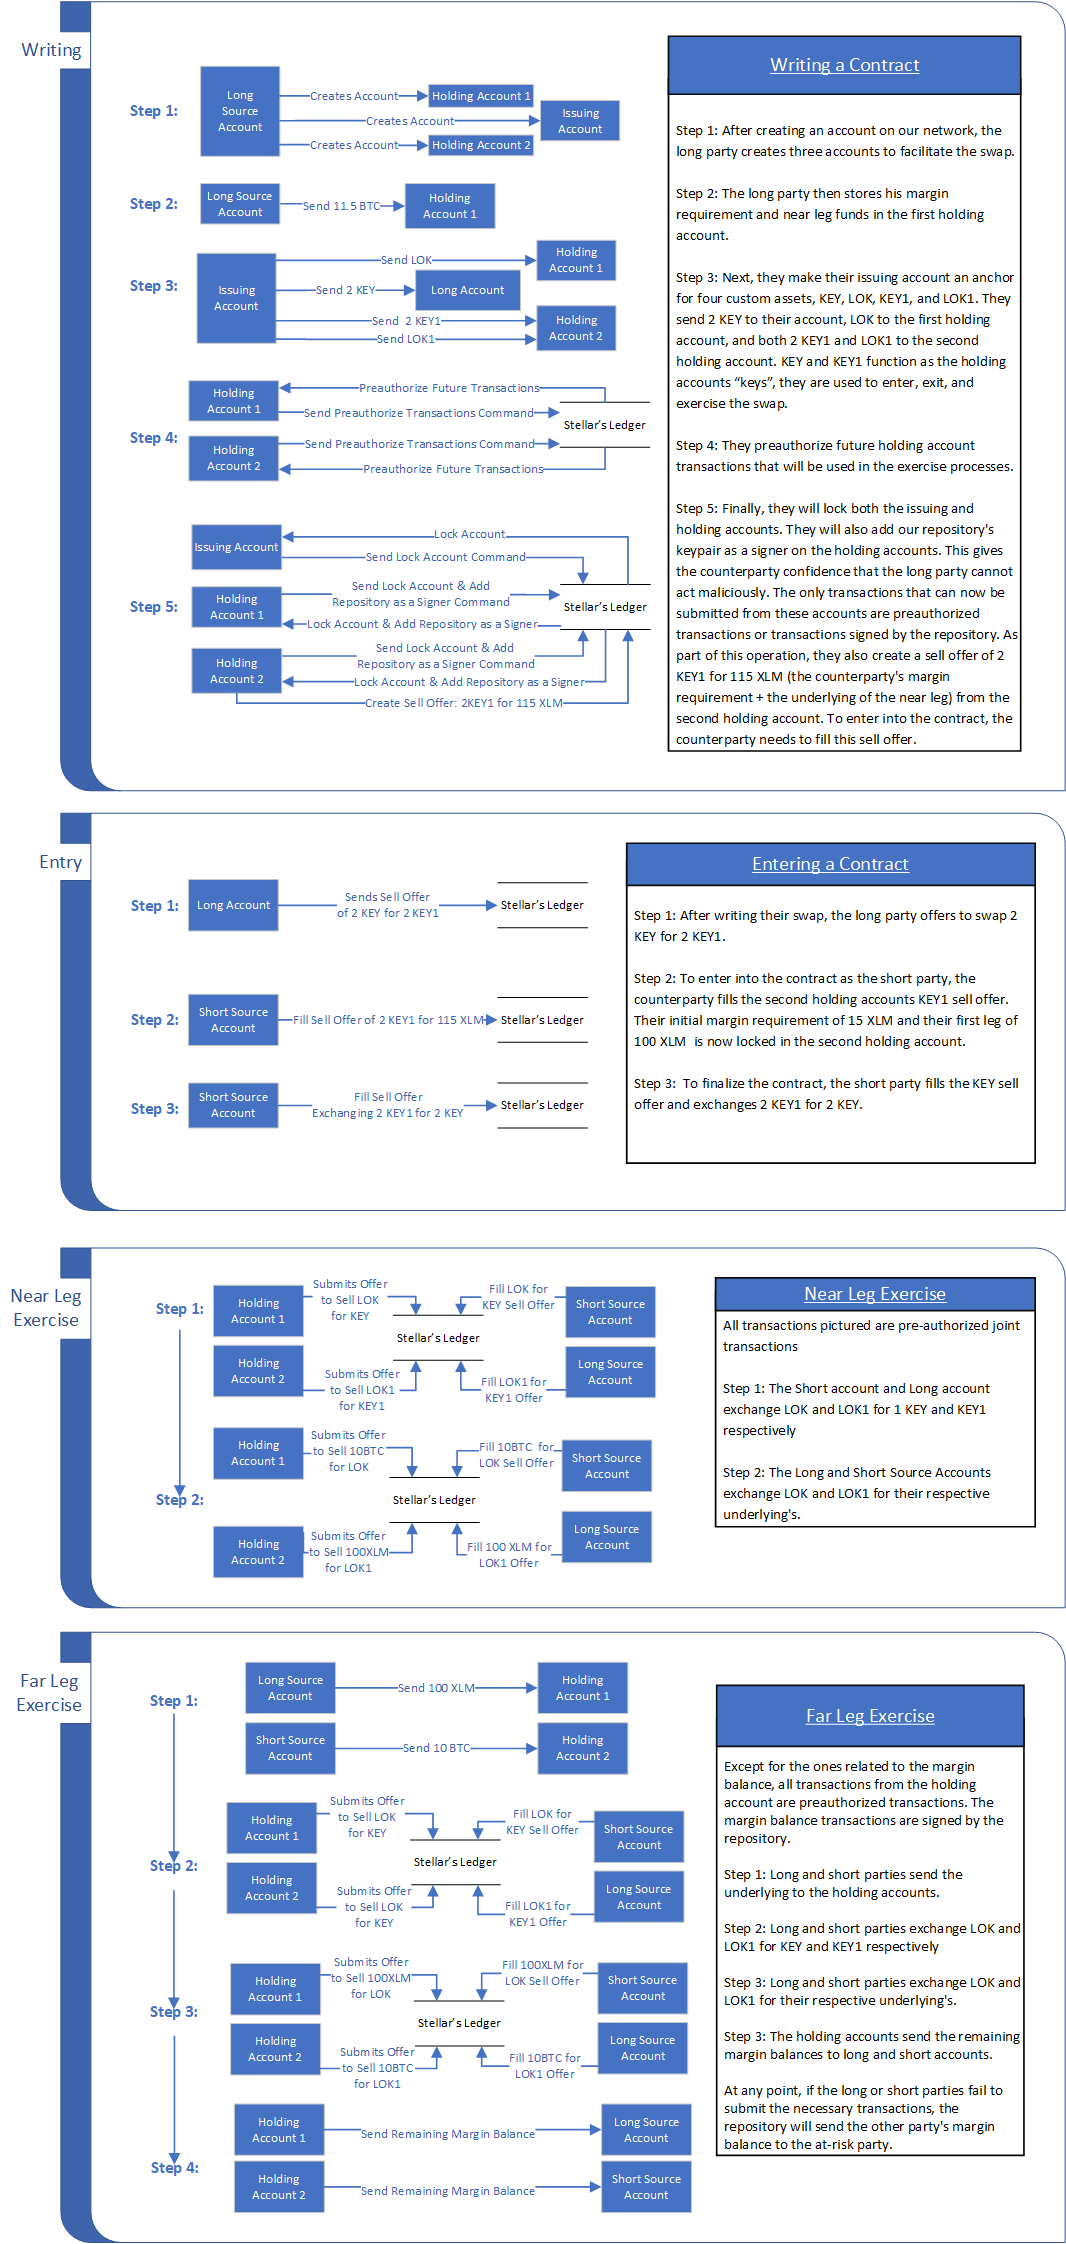 Writing
Step 1:
Long
Source
Account
Creates Account
Holding Account 1
Creates Account
Issuing
Account
Creates Account
Holding Account 2
Step 2:
Long Source
Account
Send 11.5 BTC
Holding
Account 1
Step 3:
Issuing
Account
Send LOK
Holding
Account 1
Send 2 KEY
Long Account
Send  2 KEY1
Send LOK1
Holding
Account 2
Step 4:
Holding
Account 1
Preauthorize Future Transactions
Send Preauthorize Transactions Command
Stellar's Ledger
Holding
Account 2
Send Preauthorize Transactions Command
Preauthorize Future Transactions
Step 5:
Issuing Account
Lock Account
Send Lock Account Command
Holding
Account 1
Send Lock Account & Add
Repository as a Signer Command
Stellar's Ledger
Lock Account & Add Repository as a Signer
Holding
Account 2
Send Lock Account & Add
Repository as a Signer Command
Lock Account & Add Repository as a Signer
Create Sell Offer: 2KEY1 for 115 XLM
Writing a Contract
Step 1: After creating an account on our network, the
long party creates three accounts to facilitate the swap.
Step 2: The long party then stores his margin
requirement and near leg funds in the first holding
account.
Step 3: Next, they make their issuing account an anchor
for four custom assets, KEY, LOK, KEY1, and LOK1. They
send 2 KEY to their account, LOK to the first holding
account, and both 2 KEY1 and LOK1 to the second
holding account. KEY and KEY1 function as the holding
accounts “keys”, they are used to enter, exit, and
exercise the swap.
Step 4: They preauthorize future holding account
transactions that will be used in the exercise processes.
Step 5: Finally, they will lock both the issuing and
holding accounts. They will also add our repository's
keypair as a signer on the holding accounts. This gives
the counterparty confidence that the long party cannot
act maliciously. The only transactions that can now be
submitted from these accounts are preauthorized
transactions or transactions signed by the repository. As
part of this operation, they also create a sell offer of 2
KEY1 for 115 XLM (the counterparty's margin
requirement + the underlying of the near leg) from the
second holding account. To enter into the contract, the
counterparty needs to fill this sell offer.
Entry
Step 1:
Long Account
Sends Sell Offer
of 2 KEY for 2 KEY1
Stellar's Ledger
Step 2:
Short Source
Account
Fill Sell Offer of 2 KEY1 for 115 XLM
Stellar's Ledger
Step 3:
Short Source
Account
Fill Sell Offer
Exchanging 2 KEY1 for 2 KEY
Stellar's Ledger
Entering a Contract
Step 1: After writing their swap, the long party offers to swap 2
KEY for 2 KEY1.
Step 2: To enter into the contract as the short party, the
counterparty fills the second holding accounts KEY1 sell offer.
Their initial margin requirement of 15 XLM and their first leg of
100 XLM  is now locked in the second holding account.
Step 3:  To finalize the contract, the short party fills the KEY sell
offer and exchanges 2 KEY1 for 2 KEY.
Near Leg
Exercise
Step 1:
Holding
Account 1
Submits Offer
to Sell LOK
for KEY
Fill LOK for
KEY Sell Offer
Short Source
Account
Stellar's Ledger
Holding
Account 2
Submits Offer
to Sell LOK1
for KEY1
Fill LOK1 for
KEY1 Offer
Long Source
Account
Step 2:
Holding
Account 1
Submits Offer
to Sell 10BTC
for LOK
Fill 10BTC  for
LOK Sell Offer
Short Source
Account
Stellar's Ledger
Holding
Account 2
Submits Offer
to Sell 100XLM
for LOK1
Fill 100 XLM for
LOK1 Offer
Long Source
Account
Near Leg Exercise
All transactions pictured are pre-authorized joint
transactions
Step 1: The Short account and Long account
exchange LOK and LOK1 for 1 KEY and KEY1
respectively
Step 2: The Long and Short Source Accounts
exchange LOK and LOK1 for their respective
underlying's.
Far Leg
Exercise
Step 1:
Long Source
Account
Send 100 XLM
Holding
Account 1
Short Source
Account
Send 10 BTC
Holding
Account 2
Step 2:
Holding
Account 1
Submits Offer
to Sell LOK
for KEY
Fill LOK for
KEY Sell Offer
Short Source
Account
Stellar's Ledger
Holding
Account 2
Submits Offer
to Sell LOK
for KEY
Fill LOK1 for
KEY1 Offer
Long Source
Account
Step 3:
Holding
Account 1
Submits Offer
to Sell 100XLM
for LOK
Fill 100XLM for
LOK Sell Offer
Short Source
Account
Stellar's Ledger
Holding
Account 2
Submits Offer
to Sell 10BTC
for LOK1
Fill 10BTC for
LOK1 Offer
Long Source
Account
Step 4:
Holding
Account 1
Send Remaining Margin Balance
Long Source
Account
Holding
Account 2
Send Remaining Margin Balance
Short Source
Account
Far Leg Exercise
Except for the ones related to the margin
balance, all transactions from the holding
account are preauthorized transactions. The
margin balance transactions are signed by the
repository.
Step 1: Long and short parties send the
underlying to the holding accounts.
Step 2: Long and short parties exchange LOK and
LOK1 for KEY and KEY1 respectively
Step 3: Long and short parties exchange LOK and
LOK1 for their respective underlying's.
Step 3: The holding accounts send the remaining
margin balances to long and short accounts.
At any point, if the long or short parties fail to
submit the necessary transactions, the
repository will send the other party's margin
balance to the at-risk party.